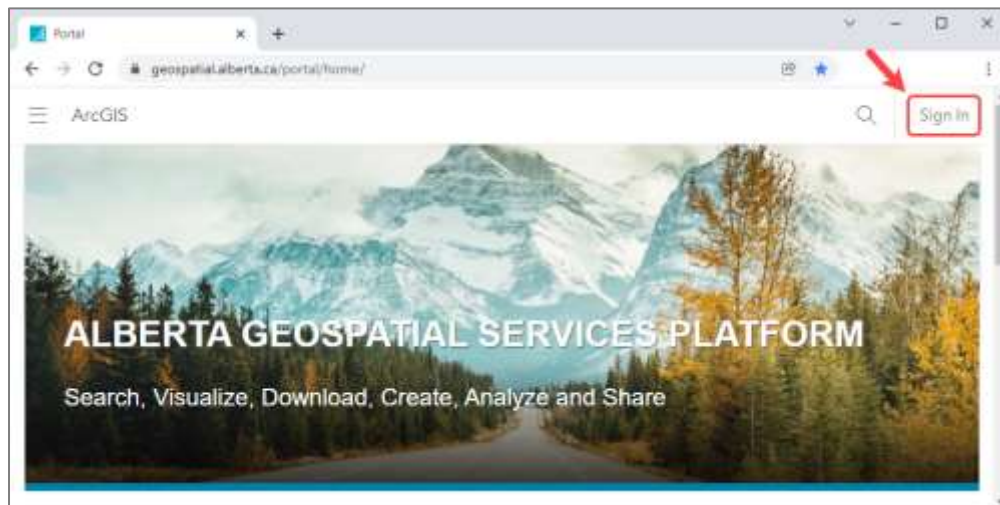 Portal
geospatial.alberta.ca/portal/home/
ArcGIS
Sign In
ALBERTA GEOSPATIAL SERVICES PLATFORM
Search, Visualize, Download, Create, Analyze and Share